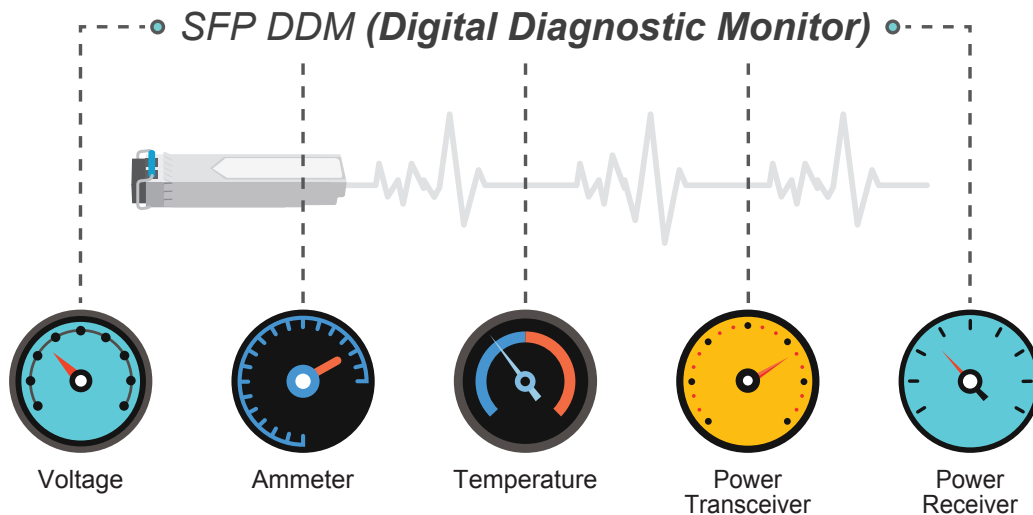 SFP DDM (Digital Diagnostic Monitor)
Voltage
Ammeter
Temperature
Power
Transceiver
Power
Receiver